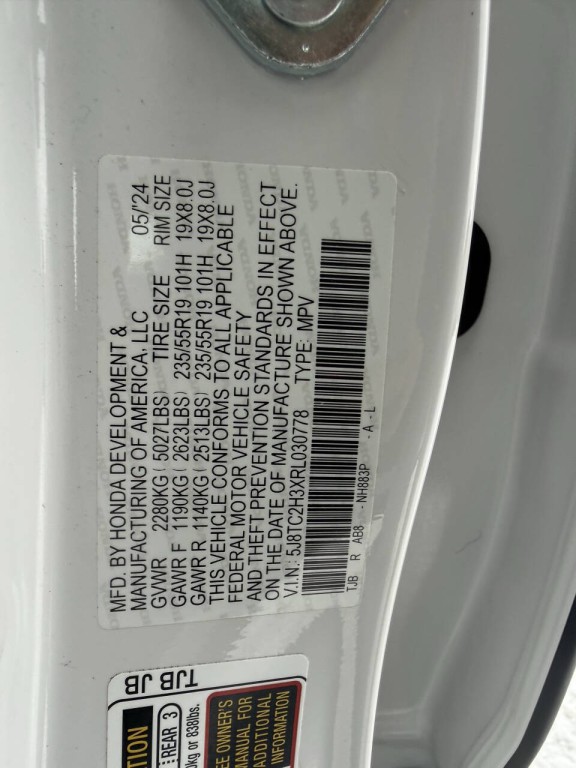 MFD. BY HONDA DEVELOPMENT &
MANUFACTURING OF AMERICA, LLC 05/'24
GVWR 2280KG( 5027LBS) TIRE SIZE RIM SIZE
GAWR F 1190KG( 2623LBS) 235/55R19 101H 19X8.0J
GAWR R 1140KG( 2513LBS) 235/55R19 101H 19X8.0J
THIS VEHICLE CONFORMS TO ALL APPLICABLE
FEDERAL MOTOR VEHICLE SAFETY
AND THEFT PREVENTION STANDARDS IN EFFECT
ON THE DATE OF MANUFACTURE SHOWN ABOVE.
V.I.N.: 5J8TC2H3XRL030778 TYPE: MPV
TJB R AB8 -NH883P -A-L
TJB JB
REAR 3
kg or 838lbs.
OWNER'S
MANUAL FOR
ADDITIONAL
INFORMATION